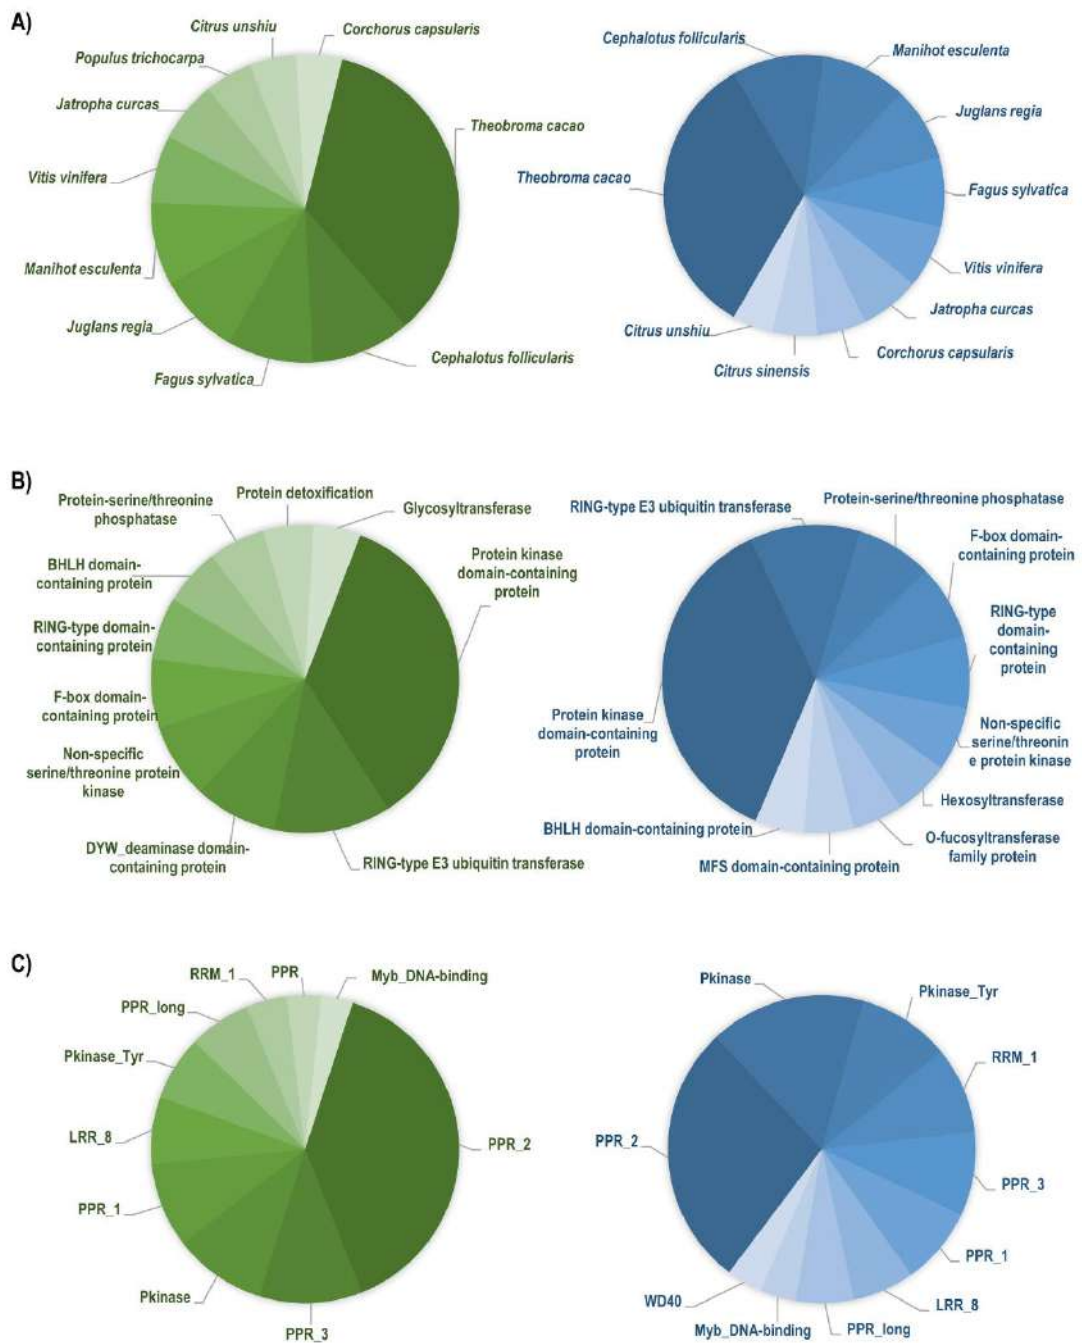 A)
Citrus unshiu
Corchorus capsularis
Populus trichocarpa
Jatropha curcas
Theobroma cacao
Vitis vinifera
Manihot esculenta
Juglans regia
Fagus sylvatica
Cephalotus follicularis
Cephalotus follicularis
Manihot esculenta
Juglans regia
Theobroma cacao
Fagus sylvatica
Vitis vinifera
Jatropha curcas
Citrus unshiu
Corchorus capsularis
Citrus sinensis
B)
Protein detoxification
Protein-serine/threonine
phosphatase
Glycosyltransferase
BHLH domain-
containing protein
Protein kinase
domain-containing
protein
RING-type domain-
containing protein
F-box domain-
containing protein
Non-specific
serine/threonine protein
kinase
DYW_deaminase domain-
containing protein
RING-type E3 ubiquitin transferase
RING-type E3 ubiquitin transferase
Protein-serine/threonine phosphatase
F-box domain-
containing protein
RING-type
domain-
containing
protein
Protein kinase
domain-containing
protein
Non-specific
serine/threonin
e protein kinase
Hexosyltransferase
BHLH domain-containing protein
O-fucosyltransferase
family protein
MFS domain-containing protein
C)
RRM_1
PPR
Myb_DNA-binding
PPR_long
Pkinase_Tyr
LRR_8
PPR_2
PPR_1
Pkinase
PPR_3
Pkinase
Pkinase_Tyr
RRM_1
PPR_2
PPR_3
PPR_1
WD40
LRR_8
Myb_DNA-binding
PPR_long